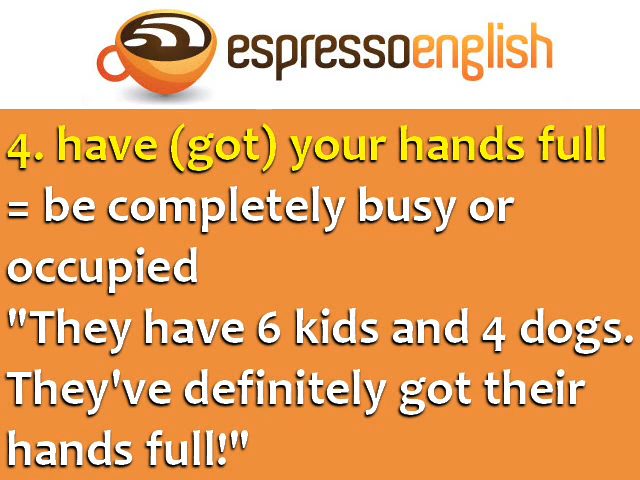 espressoenglish
4. have (got) your hands full
= be completely busy or
occupied
"They have 6 kids and 4 dogs.
They've definitely got their
hands full!"